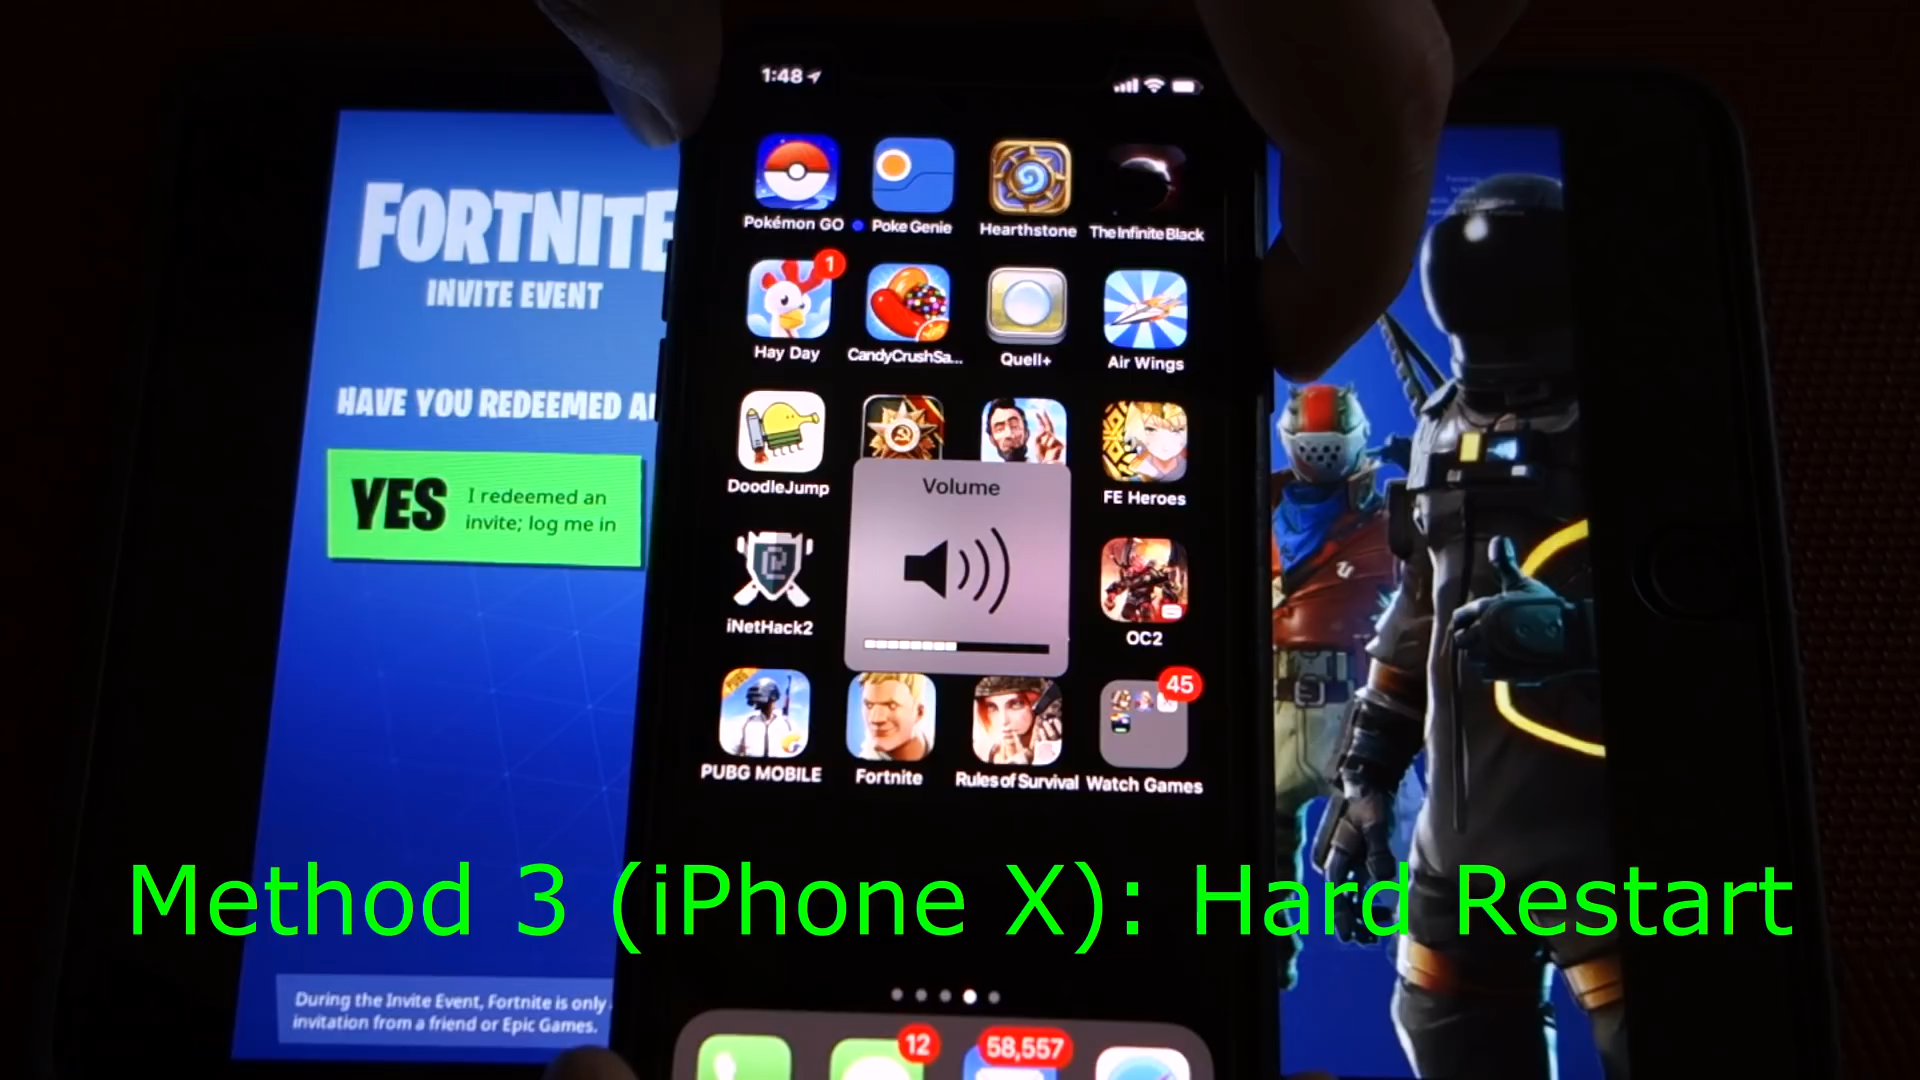 1:48
FORTNITE
INVITE EVENT
HAVE YOU REDEEMED A
YES I redeemed an
invite; log me in
Pokémon GO Poke Genie Hearthstone The Infinite Black
1
Hay Day CandyCrushSa... Quell+ Air Wings
DoodleJump FE Heroes
Volume
iNetHack2 OC2
45
PUBG
PUBG MOBILE Fortnite Rules of Survival Watch Games
Method 3 (iPhone X): Hard Restart
During the Invite Event, Fortnite is only
invitation from a friend or Epic Games.
12 58,557